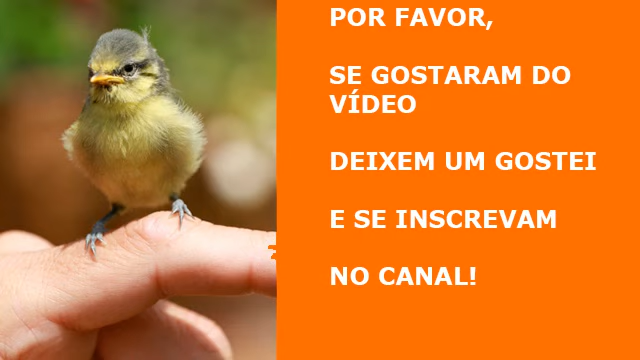 POR FAVOR,
SE GOSTARAM DO
VÍDEO
DEIXEM UM GOSTEI
E SE INSCREVAM
NO CANAL!